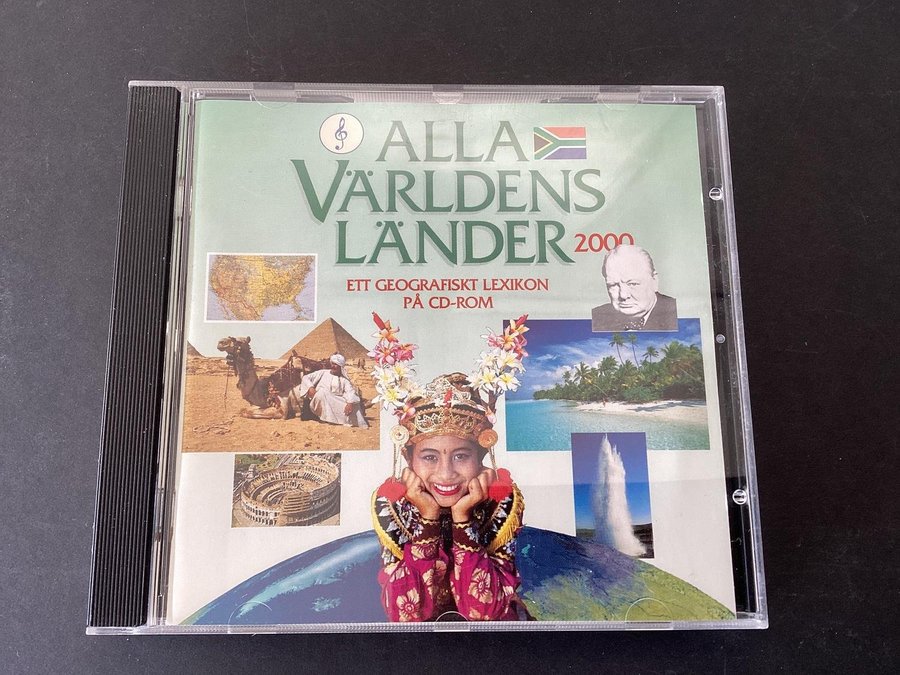 ALLA
VÄRLDENS
LÄNDER 2000
ETT GEOGRAFISKT LEXIKON
PÅ CD-ROM